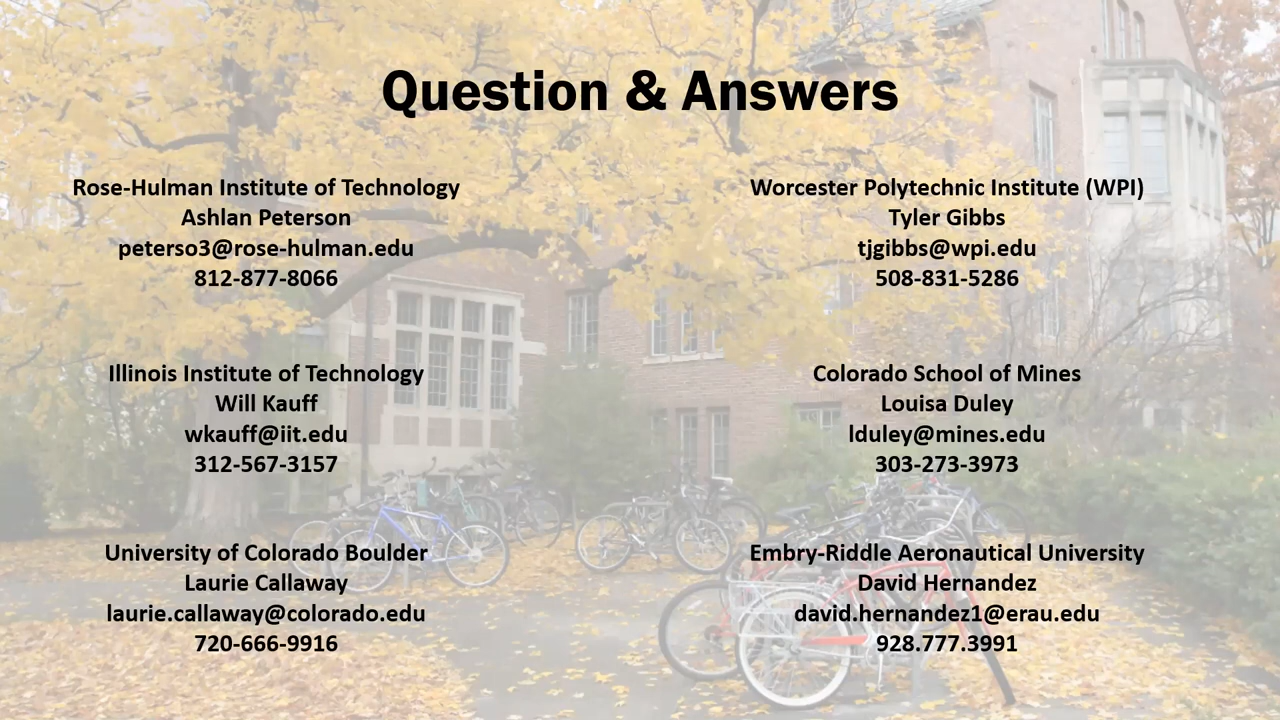 Question & Answers
Rose-Hulman Institute of Technology
Ashlan Peterson
peterso3@rose-hulman.edu
812-877-8066
Worcester Polytechnic Institute (WPI)
Tyler Gibbs
tjgibbs@wpi.edu
508-831-5286
Illinois Institute of Technology
Will Kauff
wkauff@iit.edu
312-567-3157
Colorado School of Mines
Louisa Duley
lduley@mines.edu
303-273-3973
University of Colorado Boulder
Laurie Callaway
laurie.callaway@colorado.edu
720-666-9916
Embry-Riddle Aeronautical University
David Hernandez
david.hernandez1@erau.edu
928.777.3991